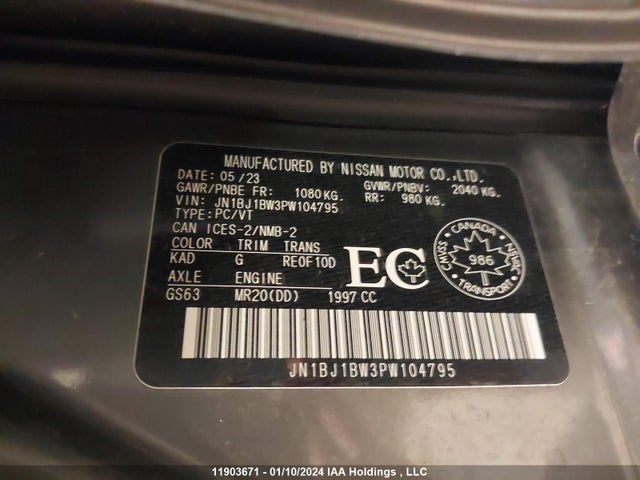 MANUFACTURED BY NISSAN MOTOR CO.,LTD.
DATE: 05/23
GAWR/PNBE FR: 1080KG. GVWR/PNBV: 2040 KG.
RR: 980 KG.
VIN: JN1BJ1BW3PW104795
TYPE: PC/VT
CAN ICES-2/NMB-2
COLOR TRIM TRANS
KAD G RE0F10D
AXLE ENGINE
GS63 MR20(DD) 1997 CC
EC
CANADA
CMVSS 986 NSVAC
TRANSPORT
JN1BJ1BW3PW104795
11903671 - 01/10/2024 IAA Holdings , LLC